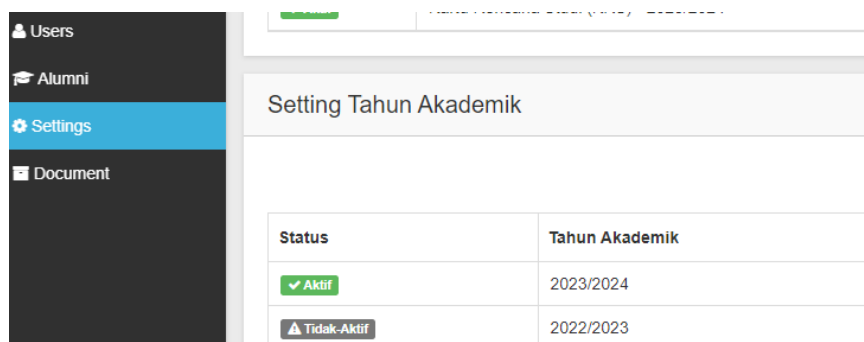 Users
Alumni
Settings
Document
Setting Tahun Akademik
Status Tahun Akademik
Aktif 2023/2024
Tidak-Aktif 2022/2023